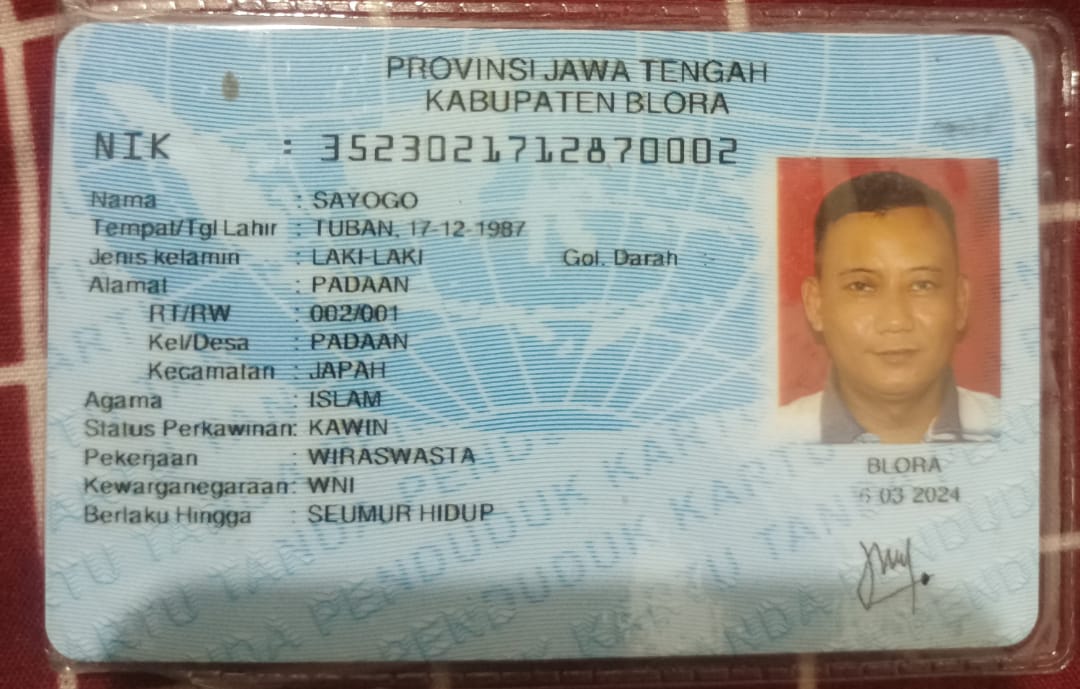 PROVINSI JAWA TENGAH
KABUPATEN BLORA
NIK : 3523021712870002
Nama : SAYOGO
Tempat/Tgl Lahir : TUBAN, 17-12-1987
Jenis kelamin : LAKI-LAKI Gol. Darah :
Alamat : PADAAN
RT/RW : 002/001
Kel/Desa : PADAAN
Kecamatan : JAPAH
Agama : ISLAM
Status Perkawinan: KAWIN
Pekerjaan : WIRASWASTA
Kewarganegaraan: WNI
Berlaku Hingga : SEUMUR HIDUP
BLORA
03 2024
KARTU TANDA PENDUDUK